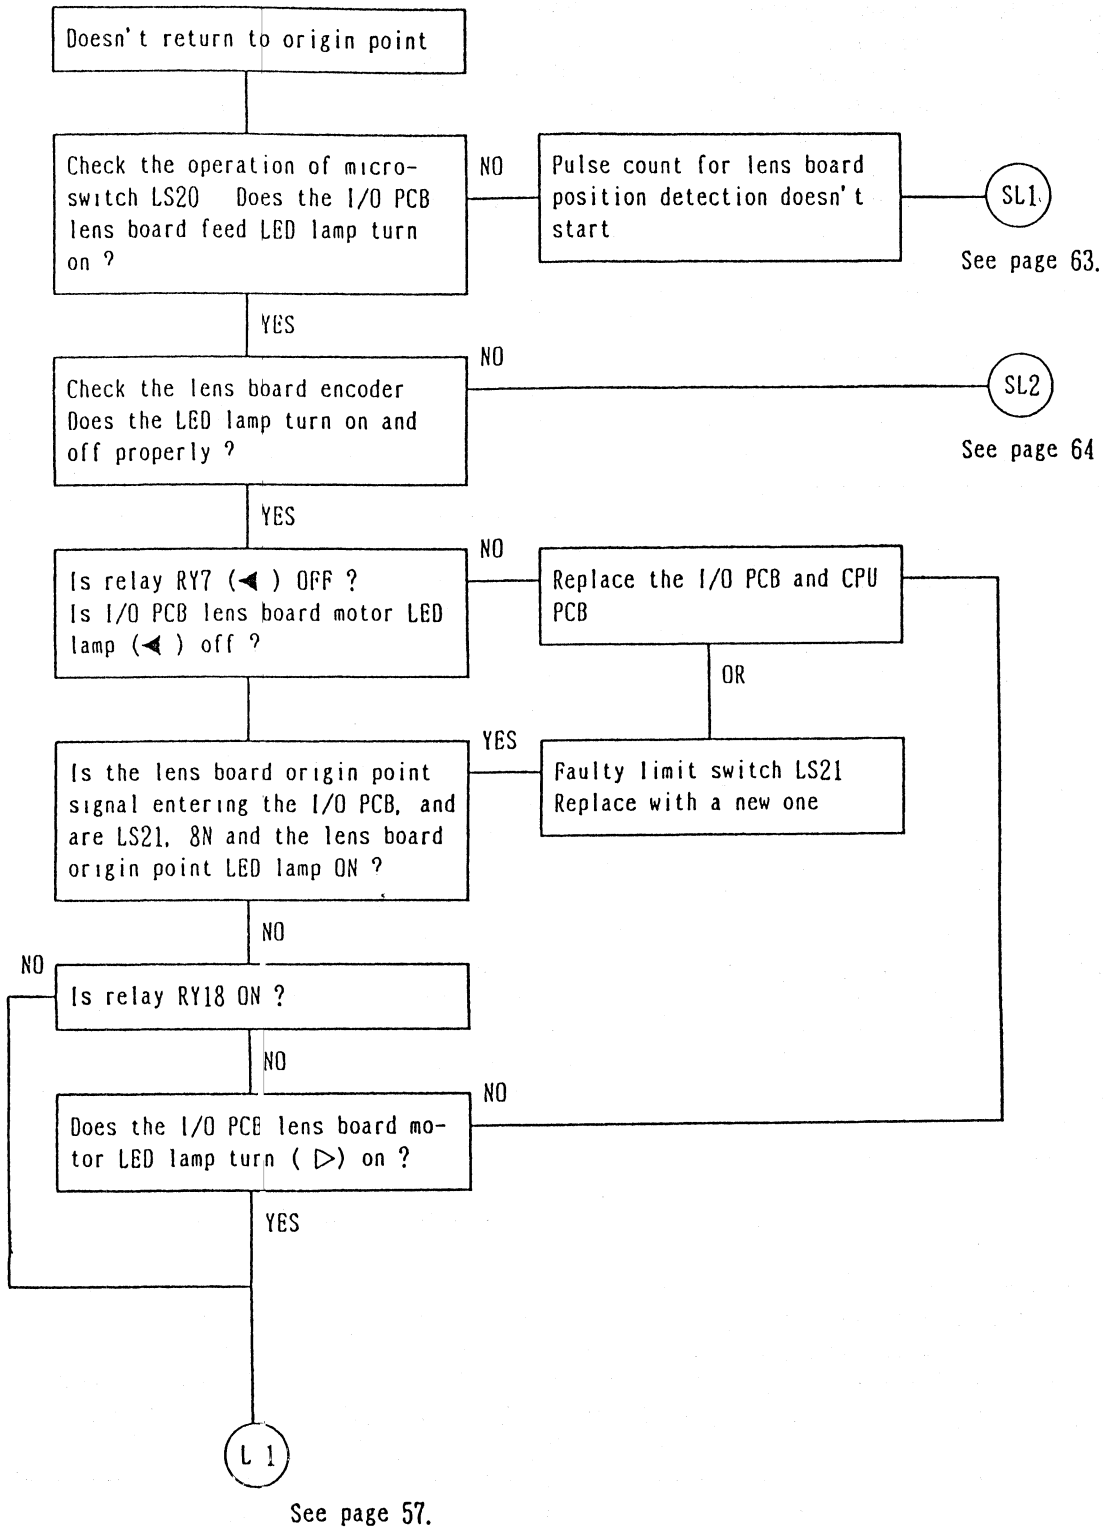 Doesn't return to origin point
Check the operation of micro-
switch LS20 Does the I/O PCB
lens board feed LED lamp turn
on ?
NO
Pulse count for lens board
position detection doesn't
start
SL1.
See page 63.
YES
Check the lens board encoder
Does the LED lamp turn on and
off properly ?
NO
SL2
See page 64
YES
Is relay RY7 (◀ ) OFF ?
Is I/O PCB lens board motor LED
lamp (◀ ) off ?
NO
Replace the I/O PCB and CPU
PCB
OR
Is the lens board origin point
signal entering the I/O PCB, and
are LS21, 8N and the lens board
origin point LED lamp ON ?
YES
Faulty limit switch LS21
Replace with a new one
NO
NO
Is relay RY18 ON ?
NO
Does the I/O PCB lens board mo-
tor LED lamp turn ( ▷) on ?
NO
YES
L 1
See page 57.